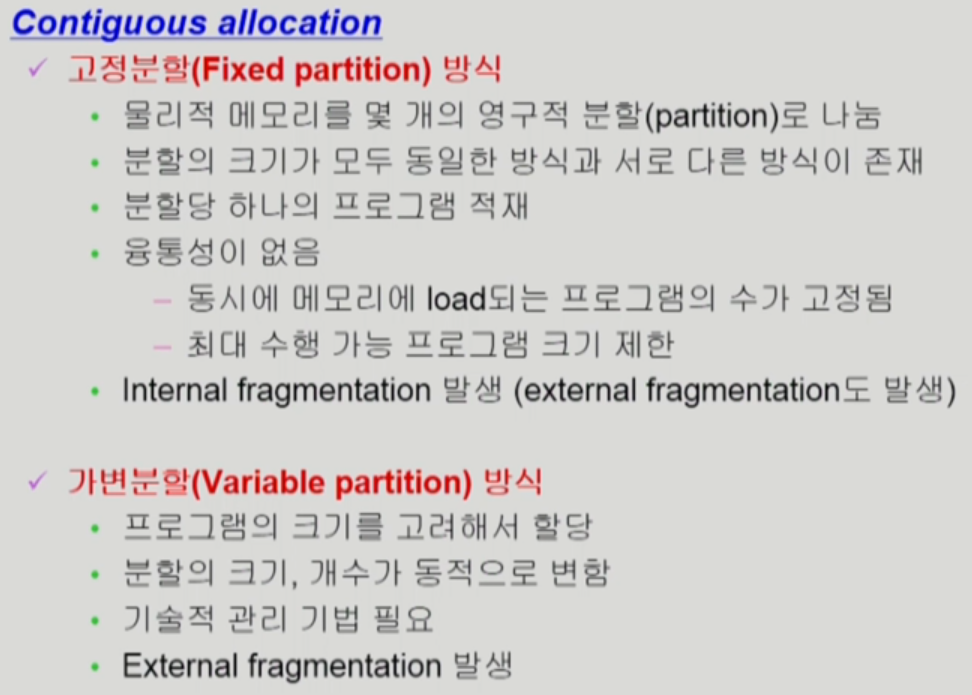 Contiguous allocation
✓ 고정분할(Fixed partition) 방식
• 물리적 메모리를 몇 개의 영구적 분할(partition)로 나눔
• 분할의 크기가 모두 동일한 방식과 서로 다른 방식이 존재
• 분할당 하나의 프로그램 적재
• 융통성이 없음
– 동시에 메모리에 load되는 프로그램의 수가 고정됨
– 최대 수행 가능 프로그램 크기 제한
• Internal fragmentation 발생 (external fragmentation도 발생)
✓ 가변분할(Variable partition) 방식
• 프로그램의 크기를 고려해서 할당
• 분할의 크기, 개수가 동적으로 변함
• 기술적 관리 기법 필요
• External fragmentation 발생